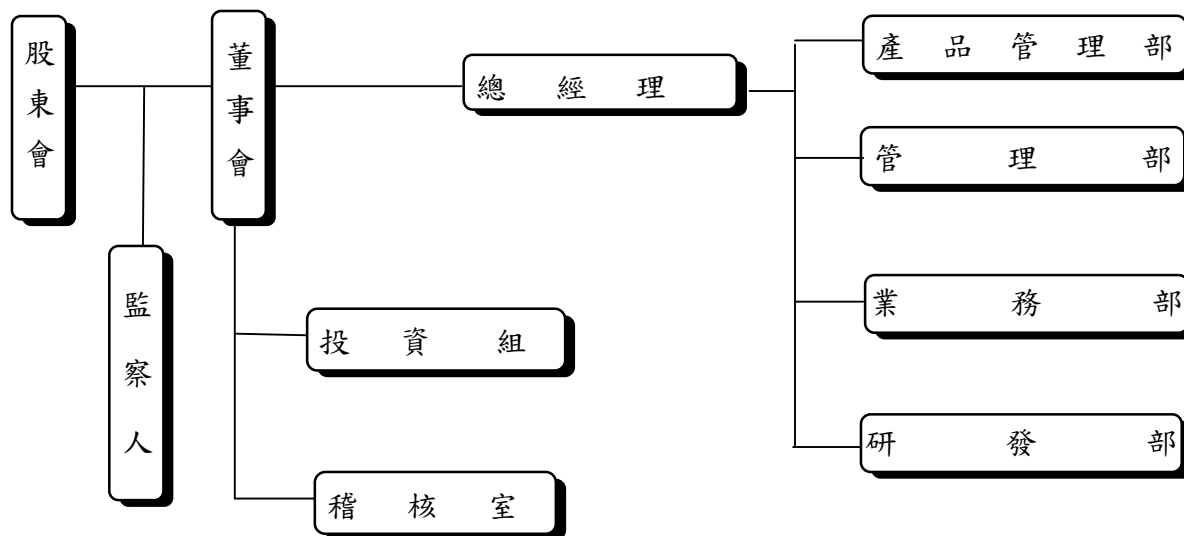 股東會
董事會
總經理
產品管理部
管理部
業務部
研發部
監察人
投資組
稽核室